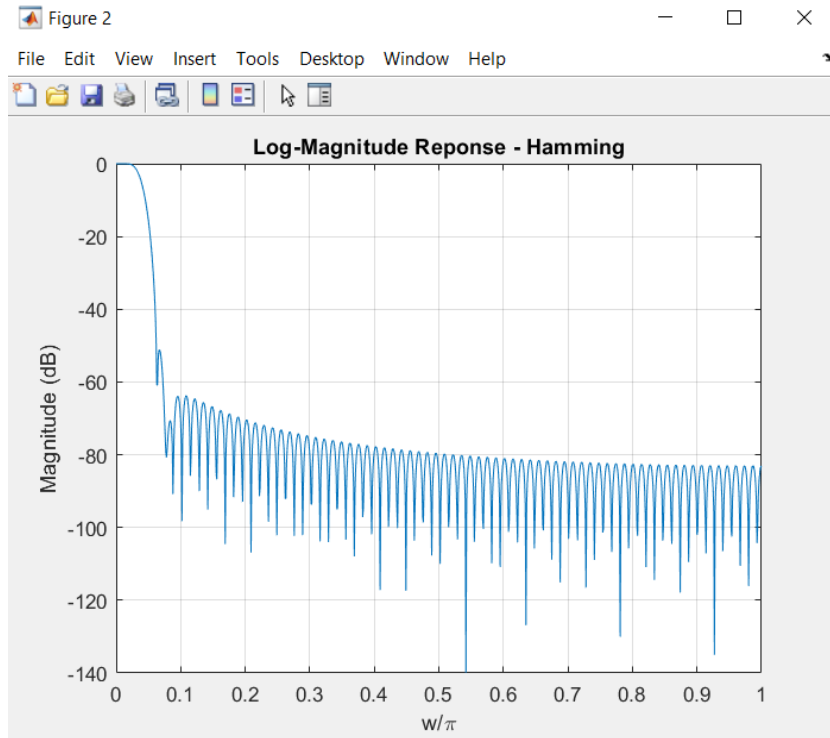 Figure 2
File Edit View Insert Tools Desktop Window Help
Log-Magnitude Reponse - Hamming
0
-20
-40
-60
-80
-100
-120
-140
Magnitude (dB)
0 0.1 0.2 0.3 0.4 0.5 0.6 0.7 0.8 0.9 1
w/π